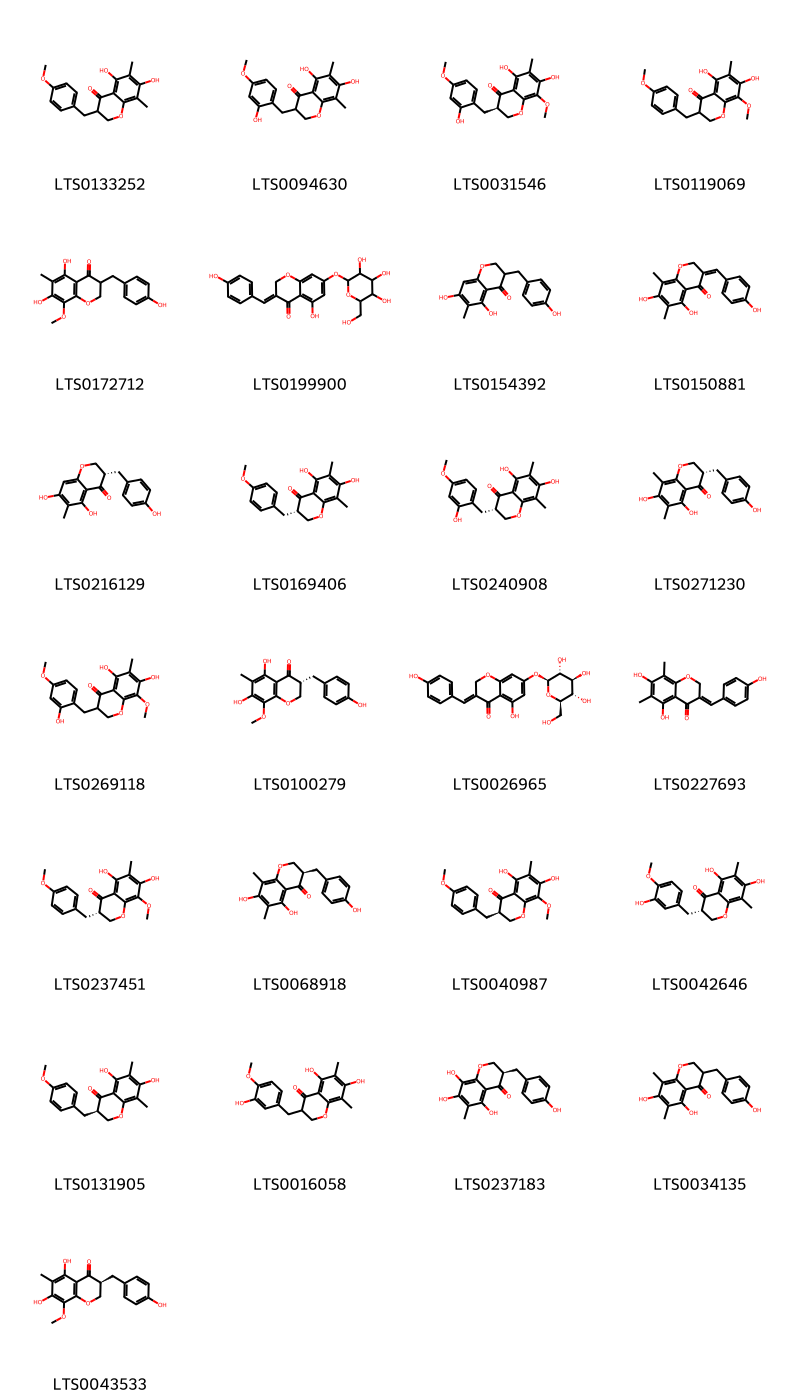 LTS0133252 LTS0094630 LTS0031546 LTS0119069
LTS0172712 LTS0199900 LTS0154392 LTS0150881
LTS0216129 LTS0169406 LTS0240908 LTS0271230
LTS0269118 LTS0100279 LTS0026965 LTS0227693
LTS0237451 LTS0068918 LTS0040987 LTS0042646
LTS0131905 LTS0016058 LTS0237183 LTS0034135
LTS0043533